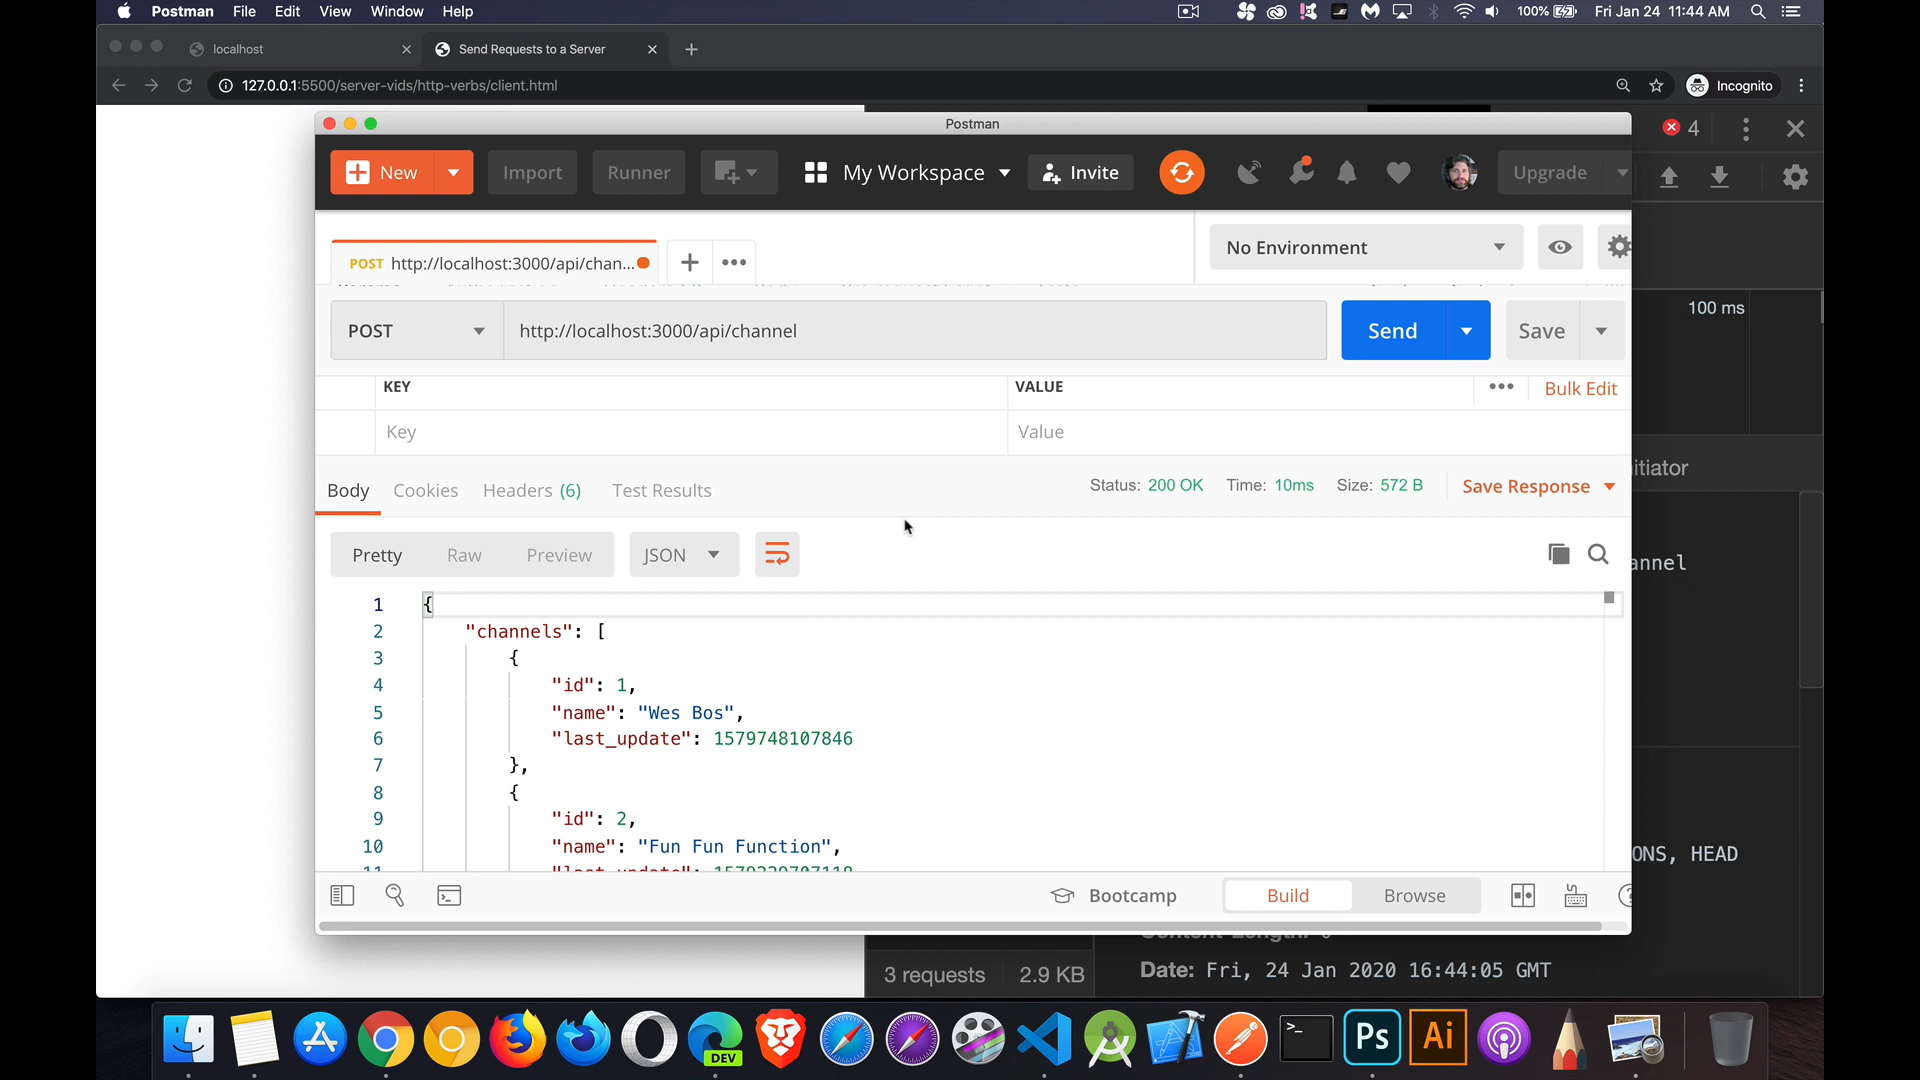 Postman File Edit View Window Help 100% Fri Jan 24 11:44 AM
localhost Send Requests to a Server
127.0.0.1:5500/server-vids/http-verbs/client.html Incognito
Postman
4
New Import Runner My Workspace Invite Upgrade
POST http://localhost:3000/api/chan...
No Environment
100 ms
POST http://localhost:3000/api/channel Send Save
KEY VALUE Bulk Edit
Key Value
itiator
Body Cookies Headers (6) Test Results Status: 200 OK Time: 10ms Size: 572 B Save Response
Pretty Raw Preview JSON
annel
1 {
2 "channels": [
3 {
4 "id": 1,
5 "name": "Wes Bos",
6 "last_update": 1579748107846
7 },
8 {
9 "id": 2,
10 "name": "Fun Fun Function",
ONS, HEAD
Bootcamp Build Browse
3 requests 2.9 KB
Date: Fri, 24 Jan 2020 16:44:05 GMT
DEV
>_
Ps
Ai